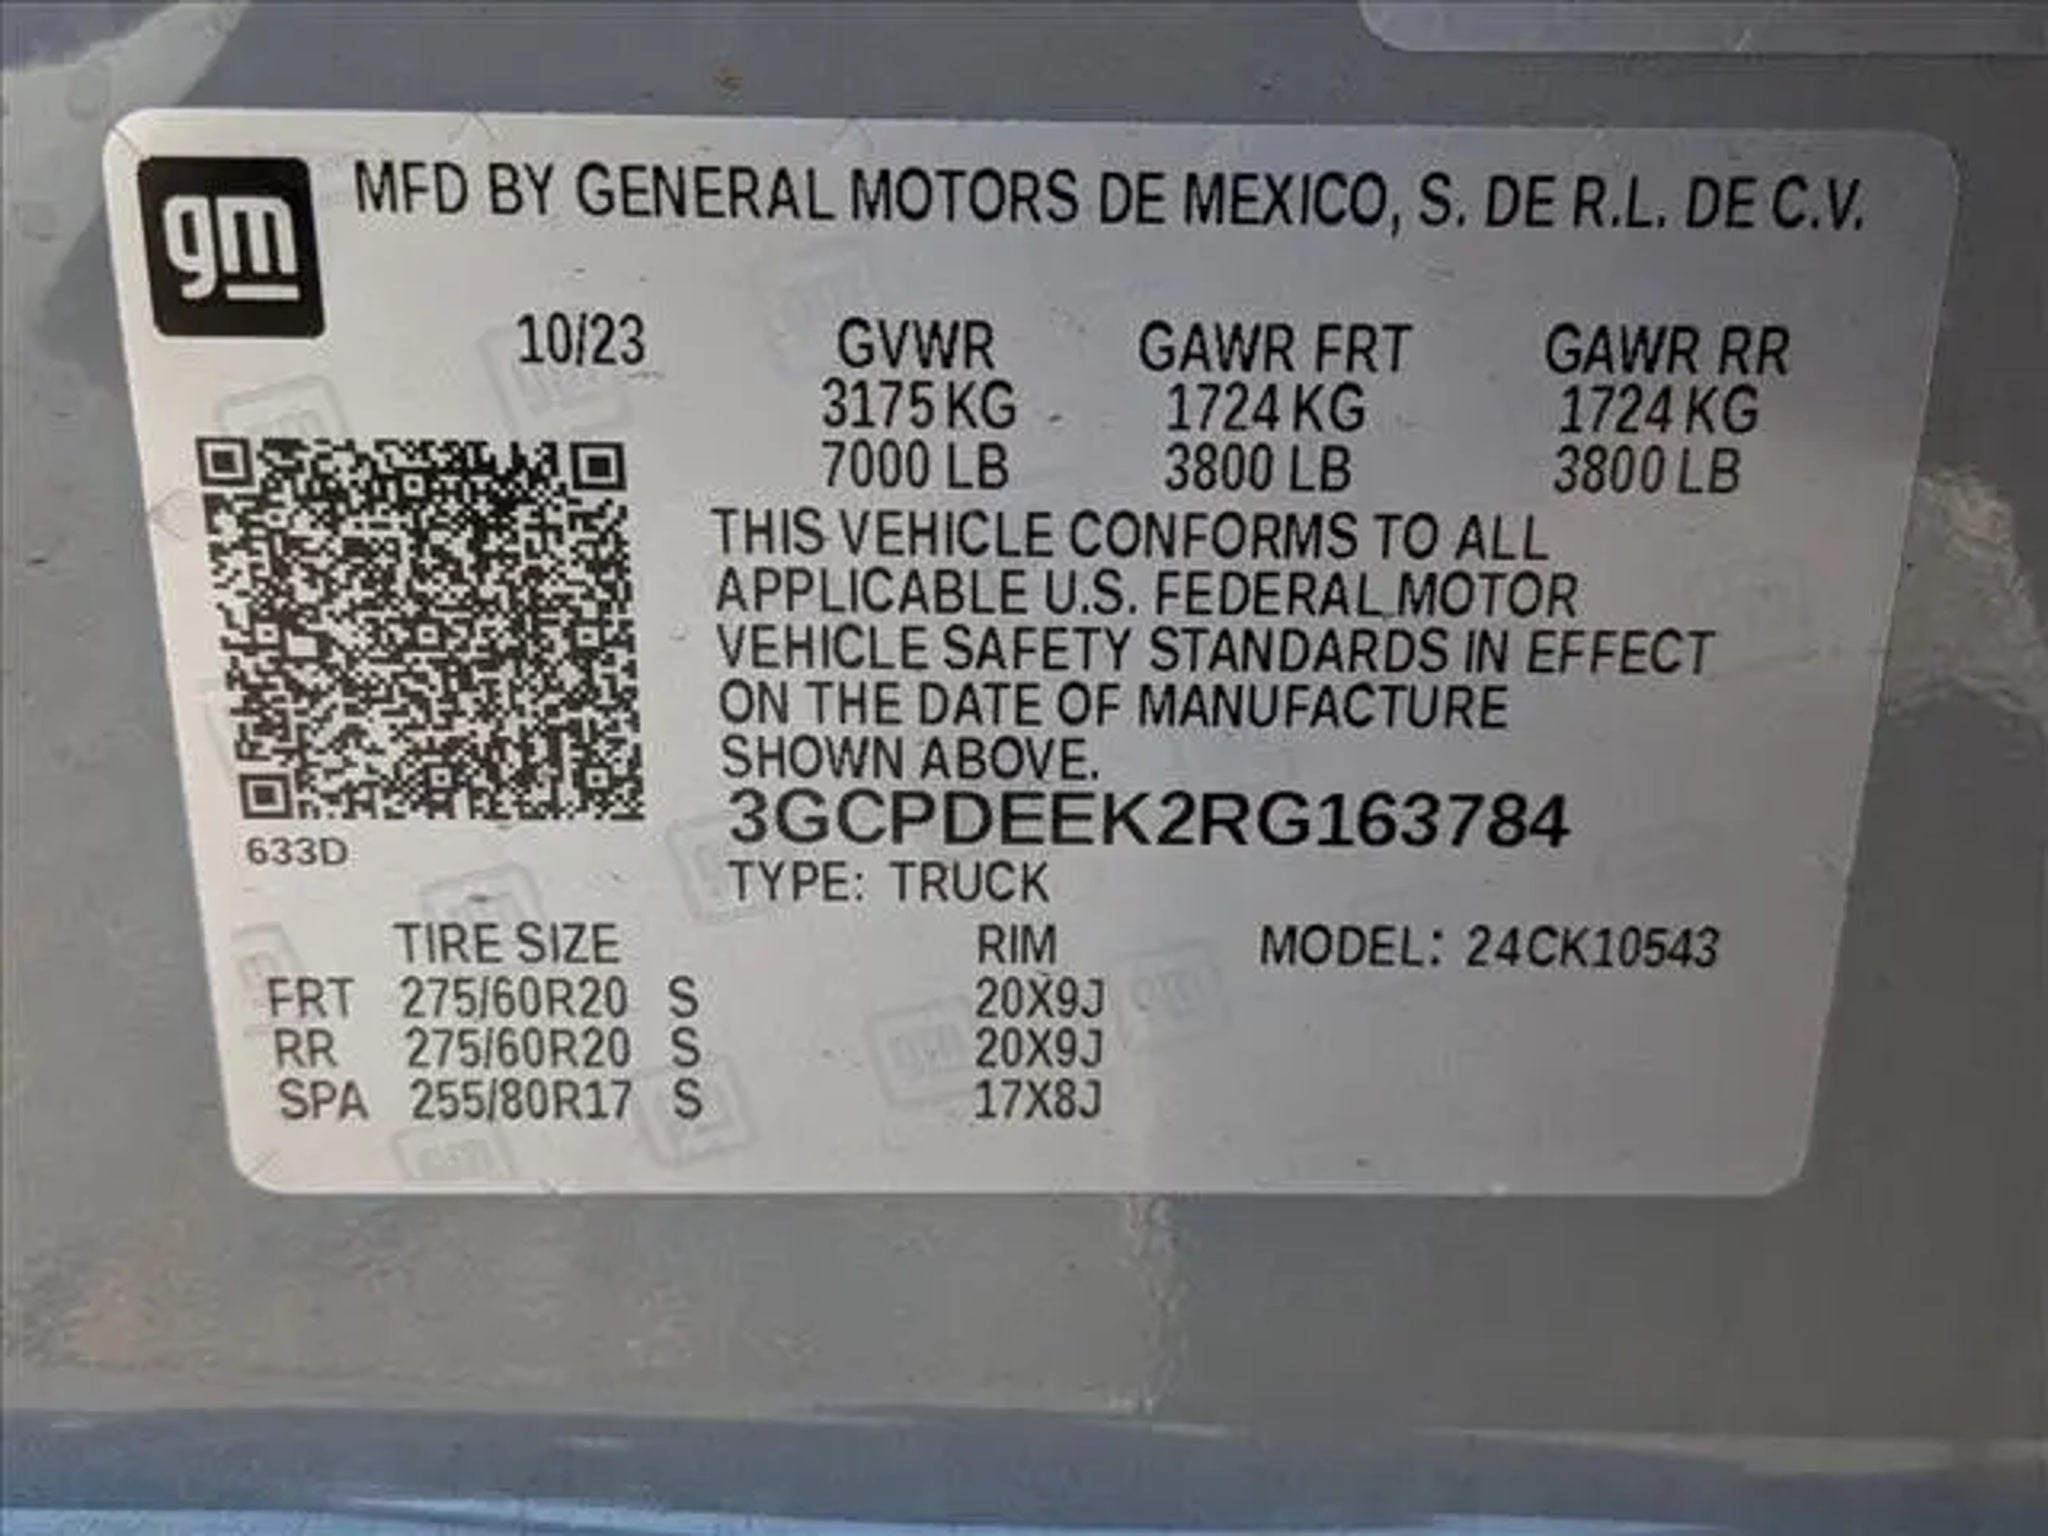 gm
MFD BY GENERAL MOTORS DE MEXICO, S. DE R.L. DE C.V.
10/23 GVWR GAWR FRT GAWR RR
3175 KG 1724 KG 1724 KG
7000 LB 3800 LB 3800 LB
THIS VEHICLE CONFORMS TO ALL
APPLICABLE U.S. FEDERAL MOTOR
VEHICLE SAFETY STANDARDS IN EFFECT
ON THE DATE OF MANUFACTURE
SHOWN ABOVE.
3GCPDEEK2RG163784
633D
TYPE: TRUCK
TIRE SIZE RIM MODEL: 24CK10543
FRT 275/60R20 S 20X9J
RR 275/60R20 S 20X9J
SPA 255/80R17 S 17X8J